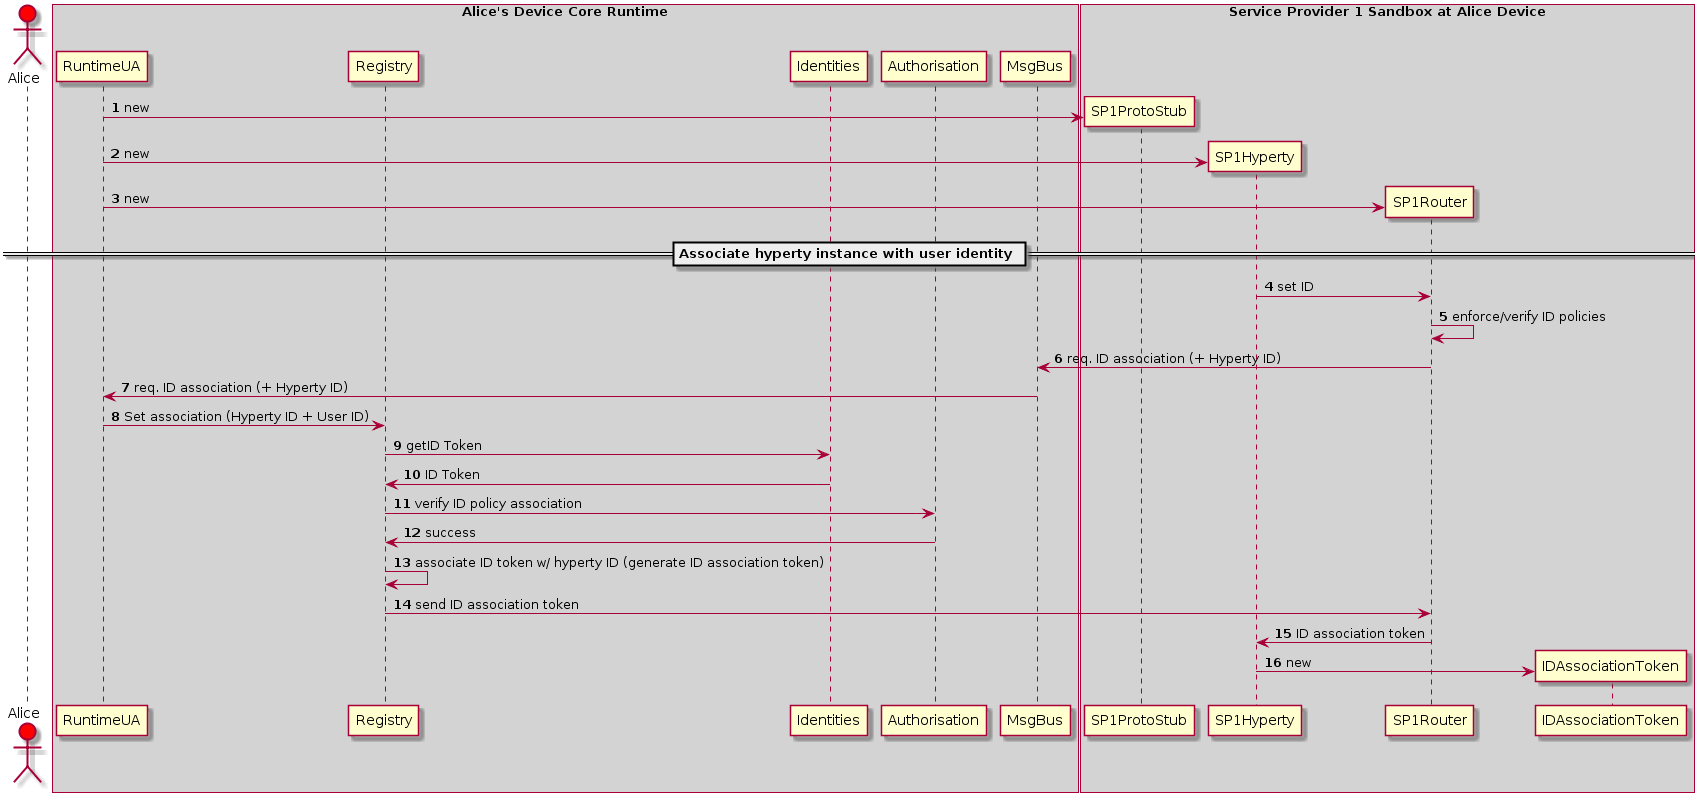 Alice's Device Core Runtime
Service Provider 1 Sandbox at Alice Device
Alice
RuntimeUA
Registry
Identities
Authorisation
MsgBus
1 new
SP1ProtoStub
2 new
SP1Hyperty
3 new
SP1Router
Associate hyperty instance with user identity
4 set ID
5 enforce/verify ID policies
6 req. ID association (+ Hyperty ID)
7 req. ID association (+ Hyperty ID)
8 Set association (Hyperty ID + User ID)
9 getID Token
10 ID Token
11 verify ID policy association
12 success
13 associate ID token w/ hyperty ID (generate ID association token)
14 send ID association token
15 ID association token
16 new
IDAssociationToken
Alice
RuntimeUA
Registry
Identities
Authorisation
MsgBus
SP1ProtoStub
SP1Hyperty
SP1Router
IDAssociationToken